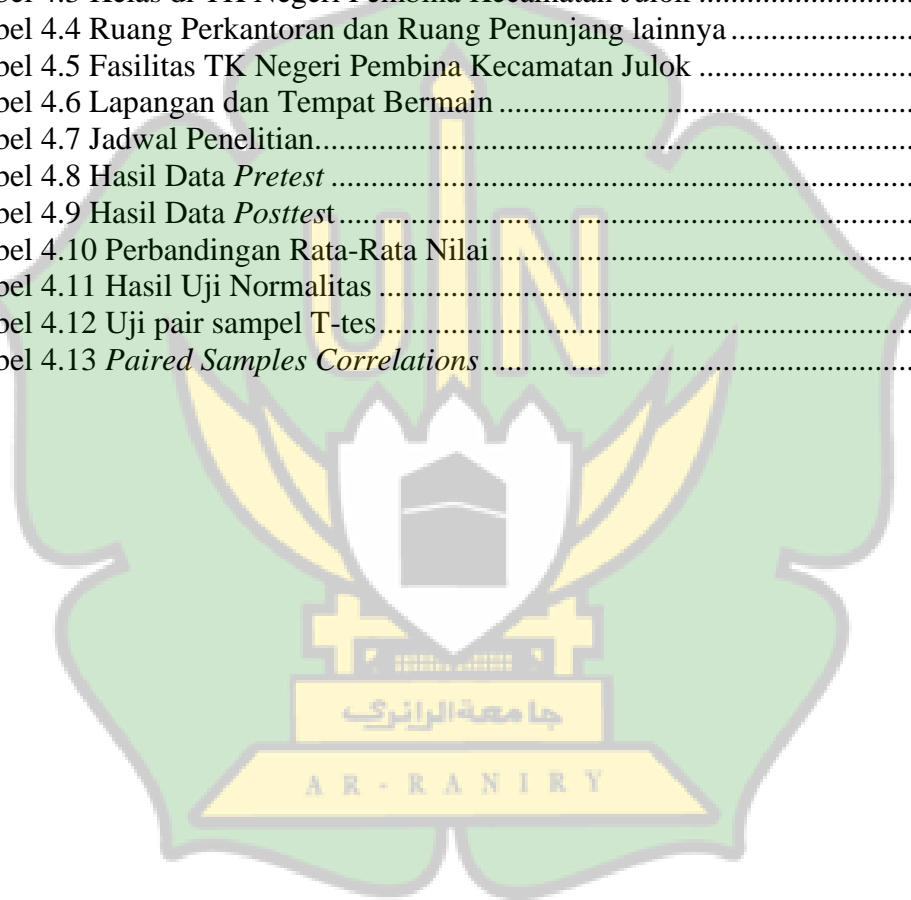 bel 4.4 Ruang Perkantoran dan Ruang Penunjang lainnya ........................
bel 4.5 Fasilitas TK Negeri Pembina Kecamatan Julok ............................
bel 4.6 Lapangan dan Tempat Bermain .....................................................
bel 4.7 Jadwal Penelitian............................................................................
bel 4.8 Hasil Data Pretest ..........................................................................
bel 4.9 Hasil Data Posttest .........................................................................
bel 4.10 Perbandingan Rata-Rata Nilai......................................................
bel 4.11 Hasil Uji Normalitas ....................................................................
bel 4.12 Uji pair sampel T-tes....................................................................
bel 4.13 Paired Samples Correlations .......................................................
UIN
جامعة الرانري
AR-RANIRY